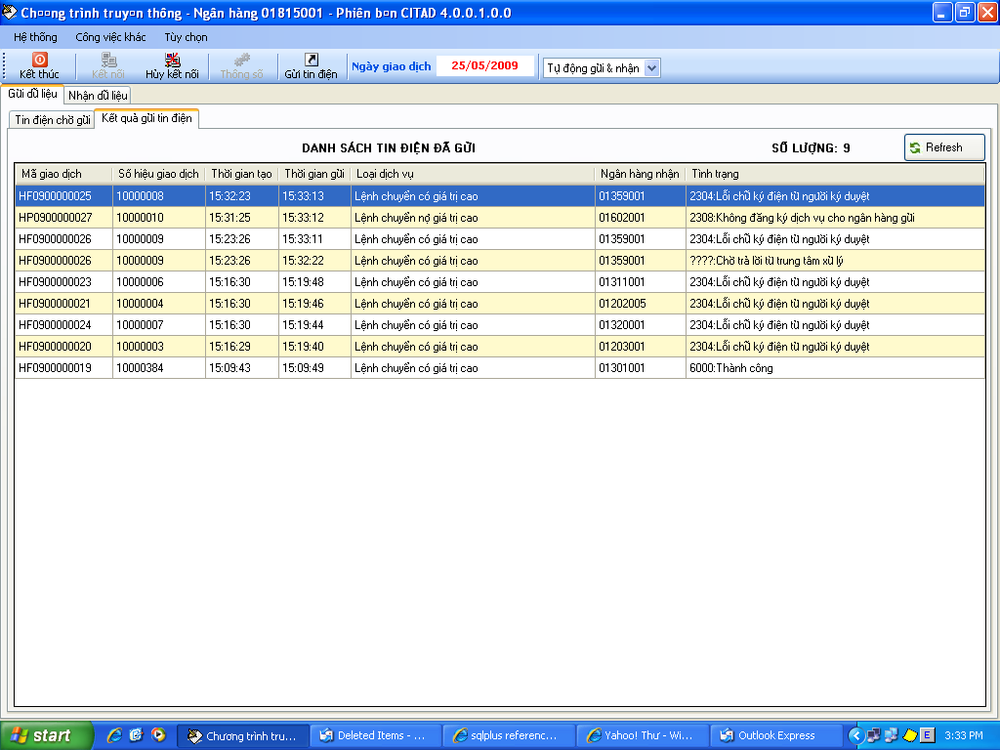 Ch¤¤ng trình truy¤n thông - Ngân hàng 01815001 - Phiên b¤n CITAD 4.0.0.1.0.0
Hệ thống Công việc khác Tùy chọn
Kết thúc Kết nối Hủy kết nối Thông số Gửi tin điện Ngày giao dịch 25/05/2009 Tự động gửi & nhận
Gửi dữ liệu Nhận dữ liệu
Tin điện chờ gửi Kết quả gửi tin điện
DANH SÁCH TIN ĐIỆN ĐÃ GỬI SỐ LƯỢNG: 9 Refresh
Mã giao dịch Số hiệu giao dịch Thời gian tạo Thời gian gửi Loại dịch vụ Ngân hàng nhận Tình trạng
HF0900000025 10000008 15:32:23 15:33:13 Lệnh chuyển có giá trị cao 01359001 2304:Lỗi chữ ký điện tử người ký duyệt
HP0900000027 10000010 15:31:25 15:33:12 Lệnh chuyển nợ giá trị cao 01602001 2308:Không đăng ký dịch vụ cho ngân hàng gửi
HF0900000026 10000009 15:23:26 15:33:11 Lệnh chuyển có giá trị cao 01359001 2304:Lỗi chữ ký điện tử người ký duyệt
HF0900000026 10000009 15:23:26 15:32:22 Lệnh chuyển có giá trị cao 01359001 ????:Chờ trả lời từ trung tâm xử lý
HF0900000023 10000006 15:16:30 15:19:48 Lệnh chuyển có giá trị cao 01311001 2304:Lỗi chữ ký điện tử người ký duyệt
HF0900000021 10000004 15:16:30 15:19:46 Lệnh chuyển có giá trị cao 01202005 2304:Lỗi chữ ký điện tử người ký duyệt
HF0900000024 10000007 15:16:30 15:19:44 Lệnh chuyển có giá trị cao 01320001 2304:Lỗi chữ ký điện tử người ký duyệt
HF0900000020 10000003 15:16:29 15:19:40 Lệnh chuyển có giá trị cao 01203001 2304:Lỗi chữ ký điện tử người ký duyệt
HF0900000019 10000384 15:09:43 15:09:49 Lệnh chuyển có giá trị cao 01301001 6000:Thành công
start Chương trình tru... Deleted Items - ... sqlplus referenc... Yahoo! Thư - Wi... Outlook Express E 3:33 PM